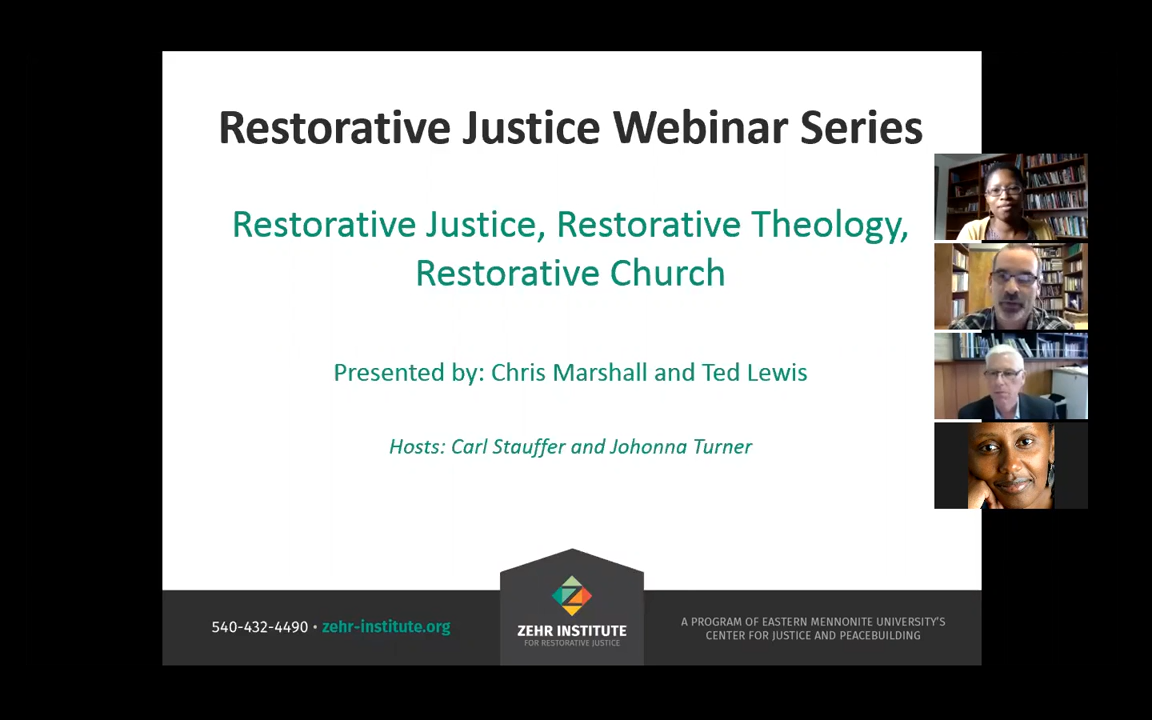 Restorative Justice Webinar Series
Restorative Justice, Restorative Theology,
Restorative Church
Presented by: Chris Marshall and Ted Lewis
Hosts: Carl Stauffer and Johonna Turner
540-432-4490 • zehr-institute.org
ZEHR INSTITUTE
FOR RESTORATIVE JUSTICE
A PROGRAM OF EASTERN MENNONITE UNIVERSITY'S
CENTER FOR JUSTICE AND PEACEBUILDING